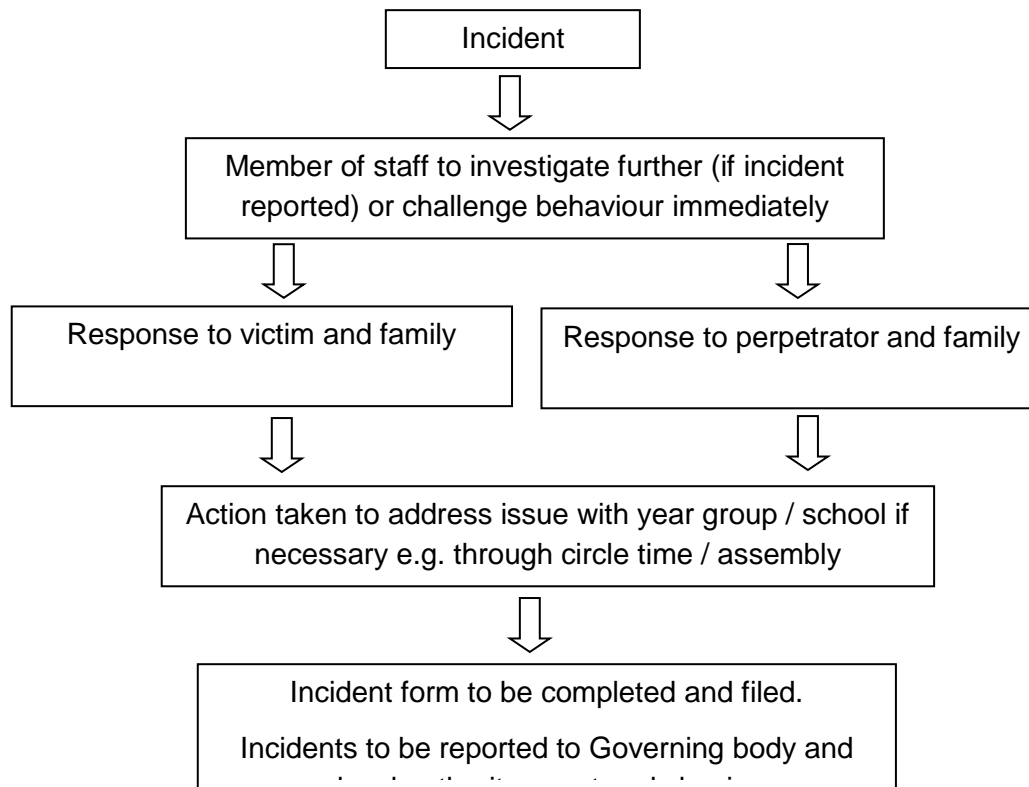 Incident
Member of staff to investigate further (if incident
reported) or challenge behaviour immediately
Response to victim and family
Response to perpetrator and family
Action taken to address issue with year group / school if
necessary e.g. through circle time / assembly
Incident form to be completed and filed.
Incidents to be reported to Governing body and